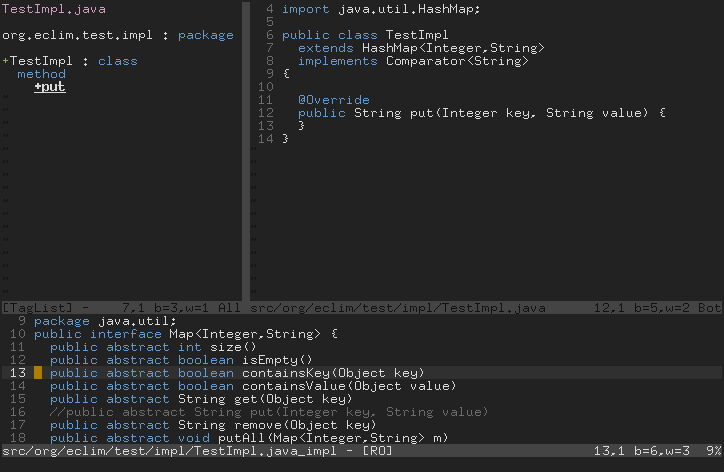 TestImpl.java
org.eclim.test.impl : package
+TestImpl : class
method
+put
[TagList] -    7,1 b=3,w=1 All
4 import java.util.HashMap;
5
6 public class TestImpl
7   extends HashMap<Integer,String>
8   implements Comparator<String>
9 {
10
11   @Override
12   public String put(Integer key, String value) {
13   }
14 }
src/org/eclim/test/impl/TestImpl.java      12,1 b=5,w=2 Bot
9 package java.util;
10 public interface Map<Integer,String> {
11   public abstract int size()
12   public abstract boolean isEmpty()
13   public abstract boolean containsKey(Object key)
14   public abstract boolean containsValue(Object value)
15   public abstract String get(Object key)
16   //public abstract String put(Integer key, String value)
17   public abstract String remove(Object key)
18   public abstract void putAll(Map<Integer,String> m)
src/org/eclim/test/impl/TestImpl.java_impl - [RO]      13,1 b=6,w=3  9%